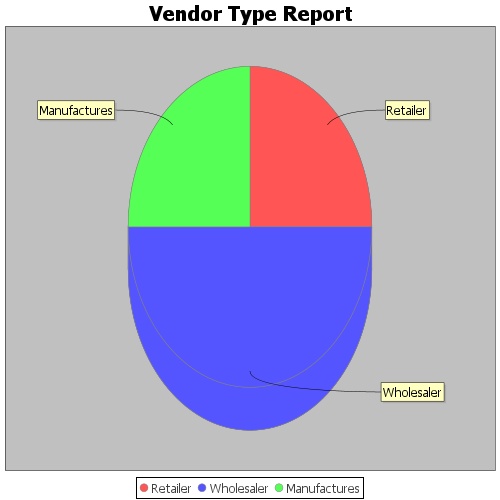 Vendor Type Report
Manufactures
Retailer
Wholesaler
Retailer Wholesaler Manufactures